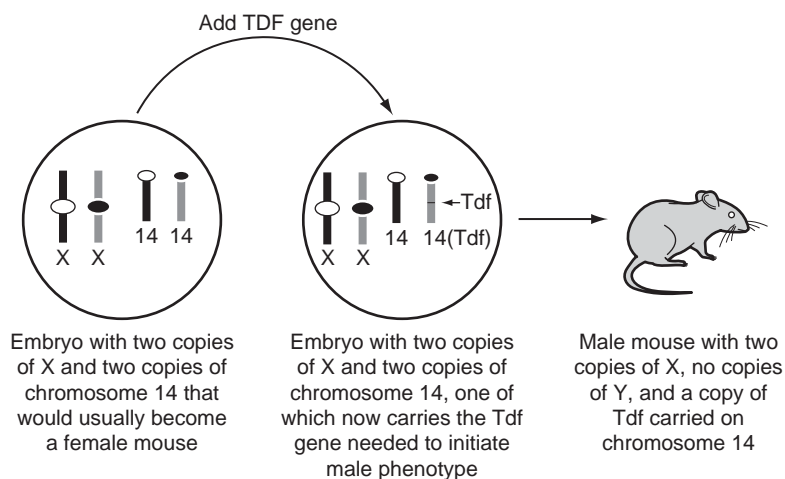 Add TDF gene
X X
14 14
X X
14 14(Tdf)
Tdf
Embryo with two copies
of X and two copies of
chromosome 14 that
would usually become
a female mouse
Embryo with two copies
of X and two copies of
chromosome 14, one of
which now carries the Tdf
gene needed to initiate
male phenotype
Male mouse with two
copies of X, no copies
of Y, and a copy of
Tdf carried on
chromosome 14